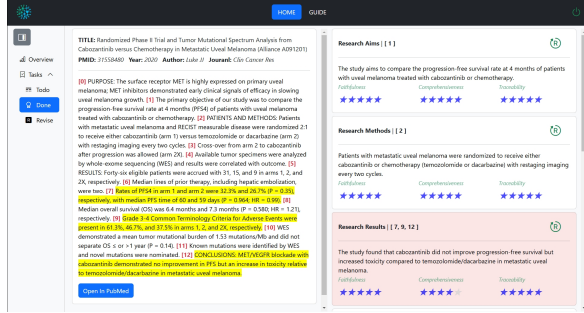 HOME GUIDE
Overview
Tasks
Todo
Done
Revise
TITLE: Randomized Phase II Trial and Tumor Mutational Spectrum Analysis from
Cabozantinib versus Chemotherapy in Metastatic Uveal Melanoma (Alliance A091201)
PMID: 31558480 Year: 2020 Author: Luke JJ Journal: Clin Cancer Res
[0] PURPOSE: The surface receptor MET is highly expressed on primary uveal
melanoma; MET inhibitors demonstrated early clinical signals of efficacy in slowing
uveal melanoma growth. [1] The primary objective of our study was to compare the
progression-free survival rate at 4 months (PFS4) of patients with uveal melanoma
treated with cabozantinib or chemotherapy. [2] PATIENTS AND METHODS: Patients
with metastatic uveal melanoma and RECIST measurable disease were randomized 2:1
to receive either cabozantinib (arm 1) versus temozolomide or dacarbazine (arm 2)
with restaging imaging every two cycles. [3] Cross-over from arm 2 to cabozantinib
after progression was allowed (arm 2X). [4] Available tumor specimens were analyzed
by whole-exome sequencing (WES) and results were correlated with outcome. [5]
RESULTS: Forty-six eligible patients were accrued with 31, 15, and 9 in arms 1, 2, and
2X, respectively. [6] Median lines of prior therapy, including hepatic embolization,
were two. [7] Rates of PFS4 in arm 1 and arm 2 were 32.3% and 26.7% (P = 0.35),
respectively, with median PFS time of 60 and 59 days (P = 0.964; HR = 0.99). [8]
Median overall survival (OS) was 6.4 months and 7.3 months (P = 0.580; HR = 1.21),
respectively. [9] Grade 3-4 Common Terminology Criteria for Adverse Events were
present in 61.3%, 46.7%, and 37.5% in arms 1, 2, and 2X, respectively. [10] WES
demonstrated a mean tumor mutational burden of 1.53 mutations/Mb and did not
separate OS ≤ or >1 year (P = 0.14). [11] Known mutations were identified by WES
and novel mutations were nominated. [12] CONCLUSIONS: MET/VEGFR blockade with
cabozantinib demonstrated no improvement in PFS but an increase in toxicity relative
to temozolomide/dacarbazine in metastatic uveal melanoma.
Open in PubMed
Research Aims | [ 1 ]
R
The study aims to compare the progression-free survival rate at 4 months of patients
with uveal melanoma treated with cabozantinib or chemotherapy.
Faithfulness Comprehensiveness Traceability
Research Methods | [ 2 ]
R
Patients with metastatic uveal melanoma were randomized to receive either
cabozantinib or chemotherapy (temozolomide or dacarbazine) with restaging imaging
every two cycles.
Faithfulness Comprehensiveness Traceability
Research Results | [ 7, 9, 12 ]
R
The study found that cabozantinib did not improve progression-free survival but
increased toxicity compared to temozolomide/dacarbazine in metastatic uveal
melanoma.
Faithfulness Comprehensiveness Traceability